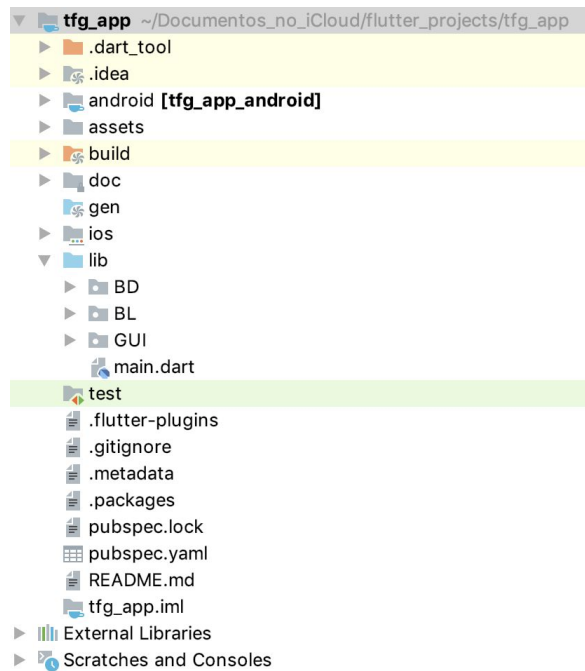 tfg_app ~/Documentos_no_iCloud/flutter_projects/tfg_app
.dart_tool
.idea
android [tfg_app_android]
assets
build
doc
gen
ios
lib
BD
BL
GUI
main.dart
test
.flutter-plugins
.gitignore
.metadata
.packages
pubspec.lock
pubspec.yaml
README.md
tfg_app.iml
External Libraries
Scratches and Consoles